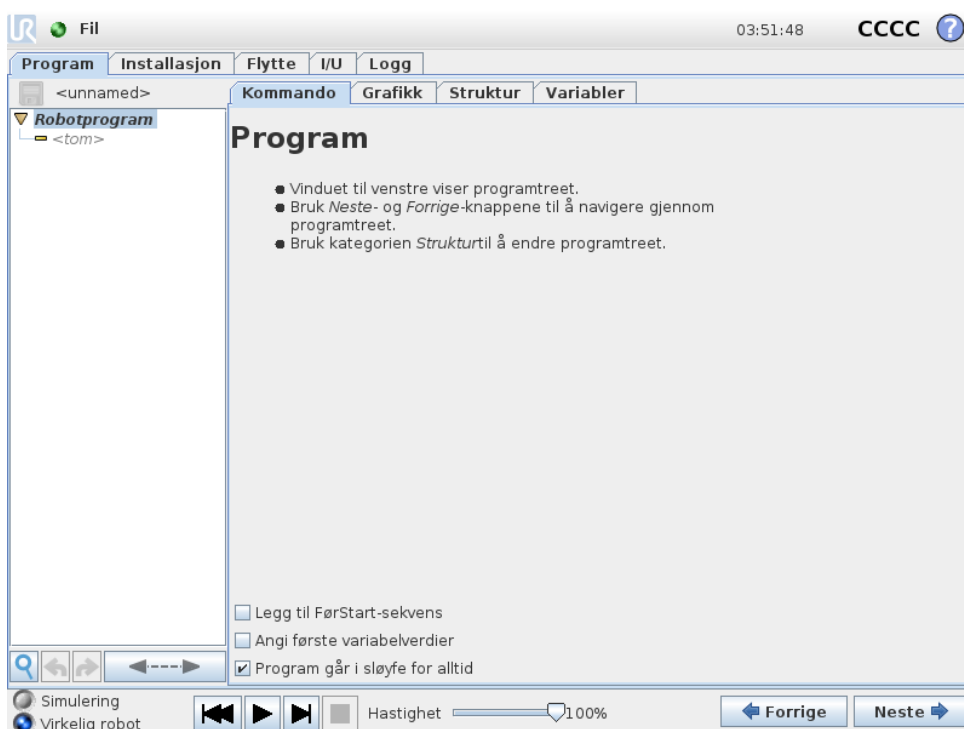 UR Fil 03:51:48 CCCC ?
Program Installasjon Flytte I/U Logg
<unnamed>
Kommando Grafikk Struktur Variabler
Robotprogram
<tom>
Program
Vinduet til venstre viser programtreet.
Bruk Neste- og Forrige-knappene til å navigere gjennom
programtreet.
Bruk kategorien Strukturtil å endre programtreet.
Legg til FørStart-sekvens
Angi første variabelverdier
Program går i sløyfe for alltid
Simulering
Virkelig robot
Hastighet 100%
Forrige Neste